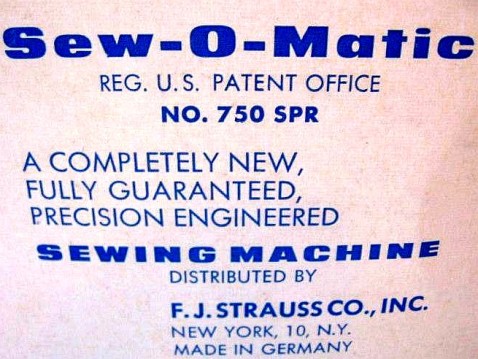 Sew-O-Matic
REG. U.S. PATENT OFFICE
NO. 750 SPR
A COMPLETELY NEW,
FULLY GUARANTEED,
PRECISION ENGINEERED
SEWING MACHINE
DISTRIBUTED BY
F.J. STRAUSS CO., INC.
NEW YORK, 10, N.Y.
MADE IN GERMANY